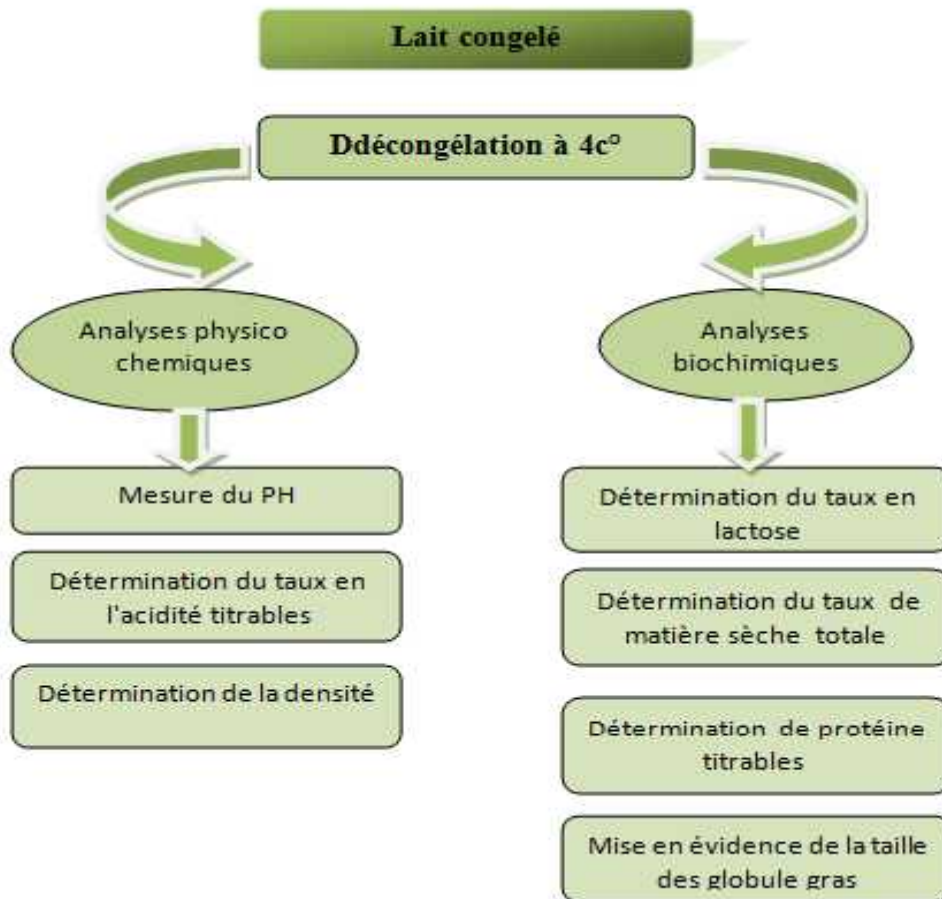 Lait congelé
Ddécongélation à 4c°
Analyses physico
chemiques
Mesure du PH
Détermination du taux en
l'acidité titrables
Détermination de la densité
Analyses
biochimiques
Détermination du taux en
lactose
Détermination du taux de
matière sèche totale
Détermination de protéine
titrables
Mise en évidence de la taille
des globule gras